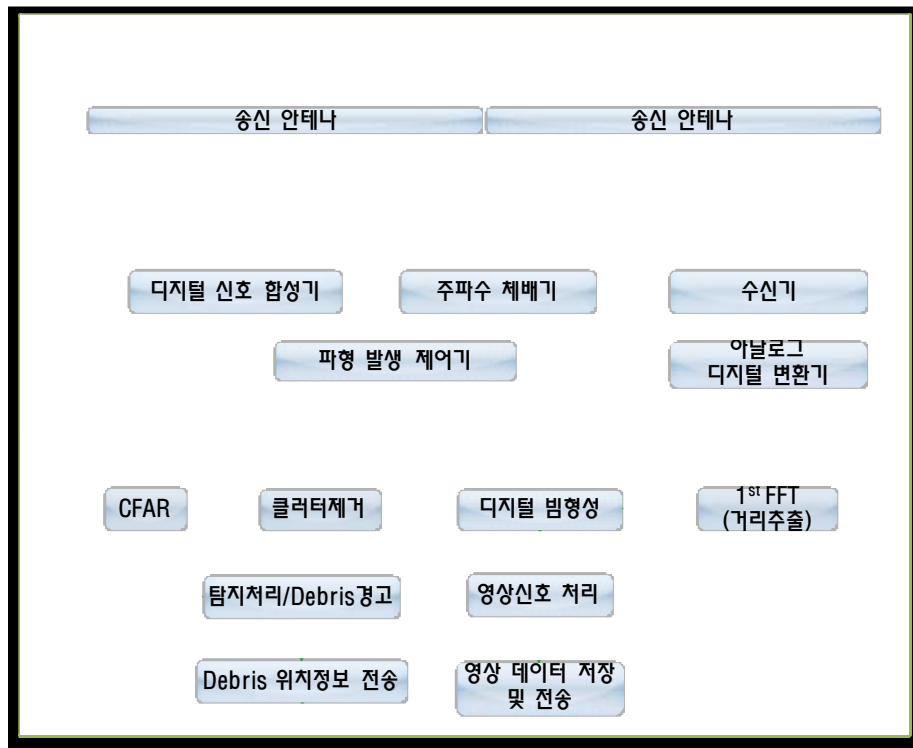 송신 안테나
송신 안테나
디지털 신호 합성기
주파수 체배기
수신기
파형 발생 제어기
아날로그
디지털 변환기
CFAR
클러터제거
디지털 빔형성
1st FFT
(거리추출)
탐지처리/Debris경고
영상신호 처리
Debris 위치정보 전송
영상 데이터 저장
및 전송